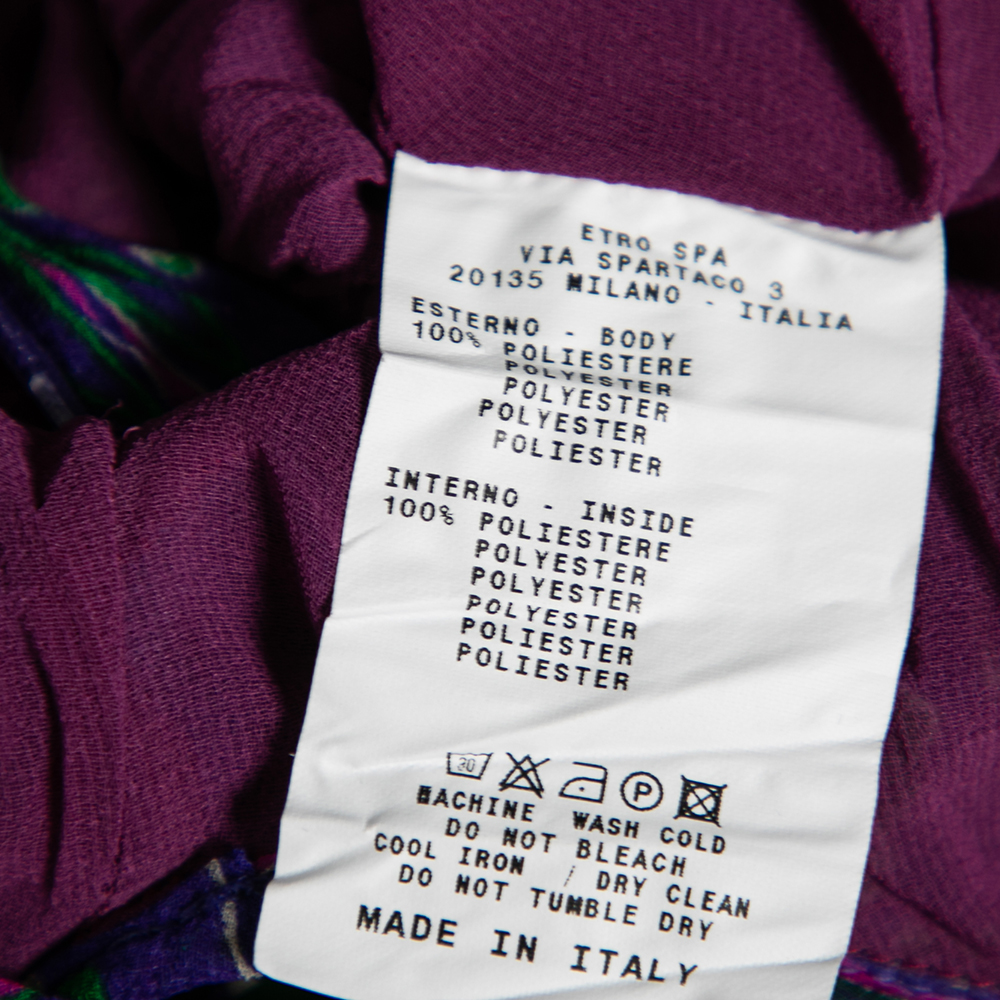 ETRO SPA
VIA SPARTACO 3
20135 MILANO - ITALIA
ESTERNO - BODY
100% POLIESTERE
POLYESTER
POLYESTER
POLYESTER
POLIESTER
INTERNO - INSIDE
100% POLIESTERE
POLYESTER
POLYESTER
POLYESTER
POLIESTER
POLIESTER
30 P
MACHINE WASH COLD
DO NOT BLEACH
COOL IRON / DRY CLEAN
DO NOT TUMBLE DRY
MADE IN ITALY